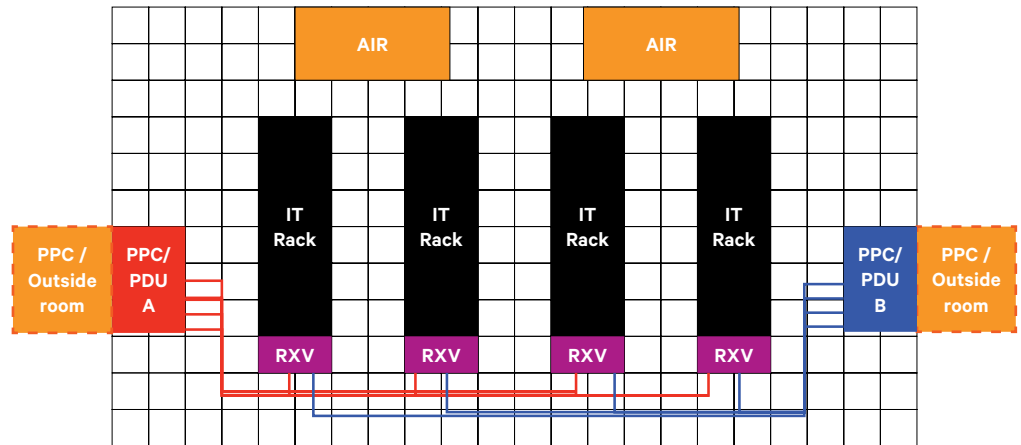 AIR
AIR
IT
Rack
IT
Rack
IT
Rack
IT
Rack
PPC /
Outside
room
PPC/
PDU
A
PPC/
PDU
B
PPC /
Outside
room
RXV
RXV
RXV
RXV